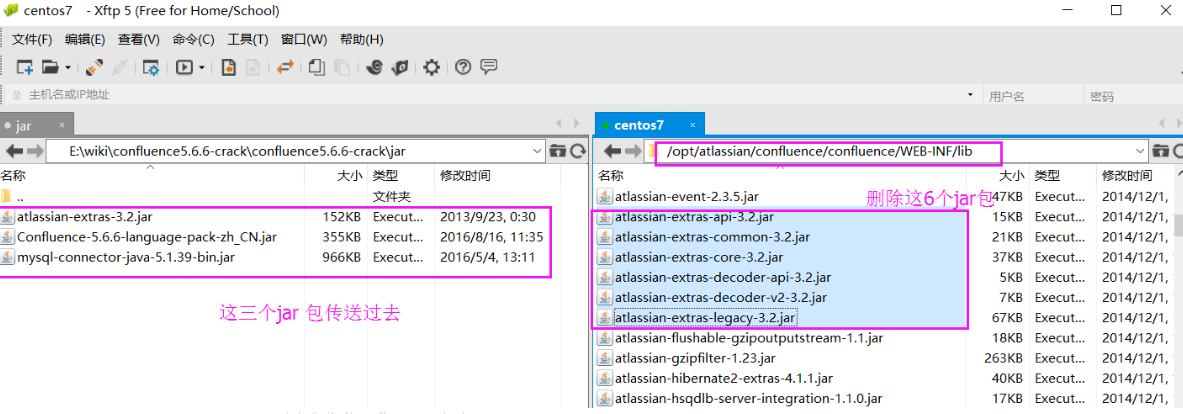 centos7 - Xftp 5 (Free for Home/School)
文件(F) 编辑(E) 查看(V) 命令(C) 工具(T) 窗口(W) 帮助(H)
主机名或IP地址 用户名 密码
jar × centos7 ×
E:\wiki\confluence5.6.6-crack\confluence5.6.6-crack\jar
/opt/atlassian/confluence/confluence/WEB-INF/lib
名称 大小 类型 修改时间
.. 文件夹
atlassian-extras-3.2.jar 152KB Execut... 2013/9/23, 0:30
Confluence-5.6.6-language-pack-zh_CN.jar 355KB Execut... 2016/8/16, 11:35
mysql-connector-java-5.1.39-bin.jar 966KB Execut... 2016/5/4, 13:11
这三个jar 包传送过去
名称 大小 类型 修改时间
atlassian-event-2.3.5.jar 47KB Execut... 2014/12/1,
删除这6个jar包
atlassian-extras-api-3.2.jar 15KB Execut... 2014/12/1,
atlassian-extras-common-3.2.jar 21KB Execut... 2014/12/1,
atlassian-extras-core-3.2.jar 37KB Execut... 2014/12/1,
atlassian-extras-decoder-api-3.2.jar 5KB Execut... 2014/12/1,
atlassian-extras-decoder-v2-3.2.jar 7KB Execut... 2014/12/1,
atlassian-extras-legacy-3.2.jar 67KB Execut... 2014/12/1,
atlassian-flushable-gzipoutputstream-1.1.jar 18KB Execut... 2014/12/1,
atlassian-gzipfilter-1.23.jar 263KB Execut... 2014/12/1,
atlassian-hibernate2-extras-4.1.1.jar 40KB Execut... 2014/12/1,
atlassian-hsqldb-server-integration-1.1.0.jar 17KB Execut... 2014/12/1,